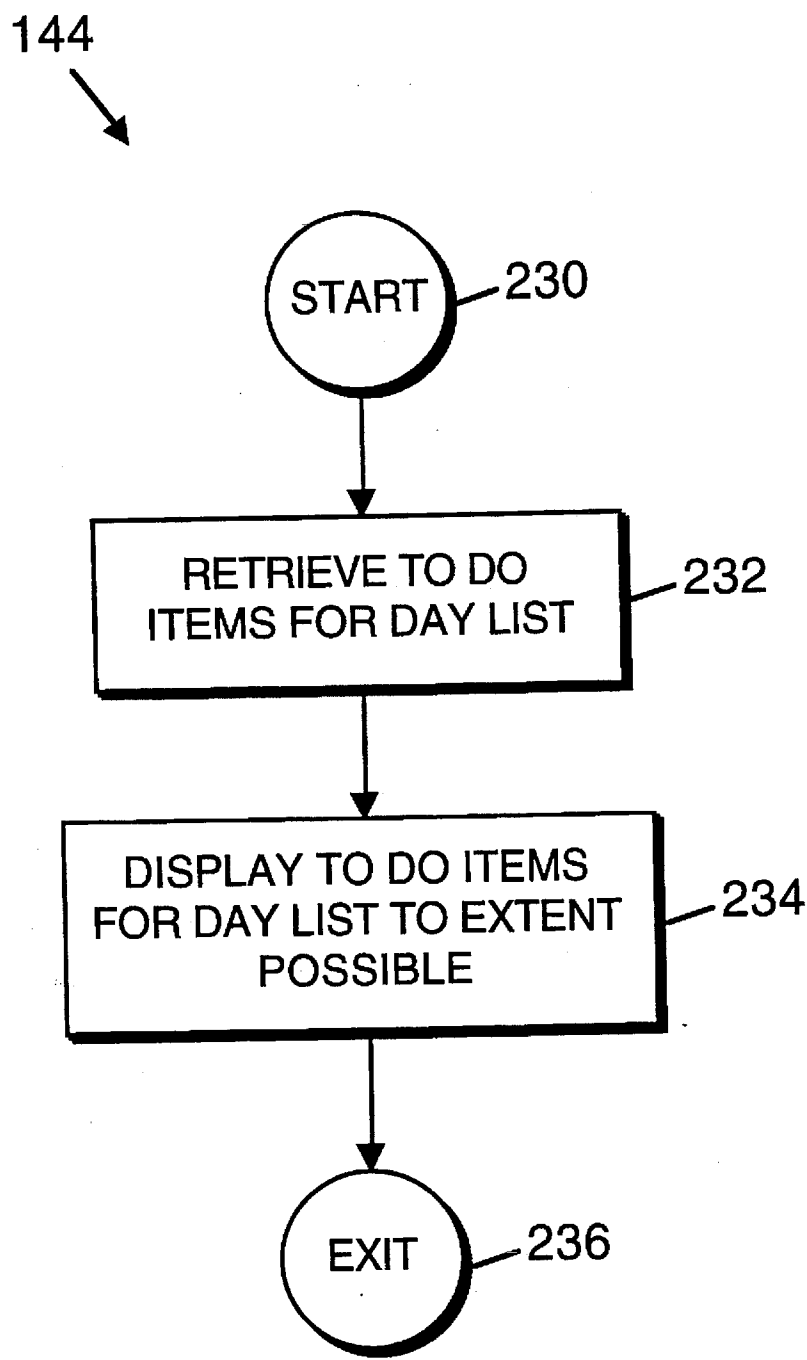 144
START
230
RETRIEVE TO DO
ITEMS FOR DAY LIST
232
DISPLAY TO DO ITEMS
FOR DAY LIST TO EXTENT
POSSIBLE
234
EXIT
236